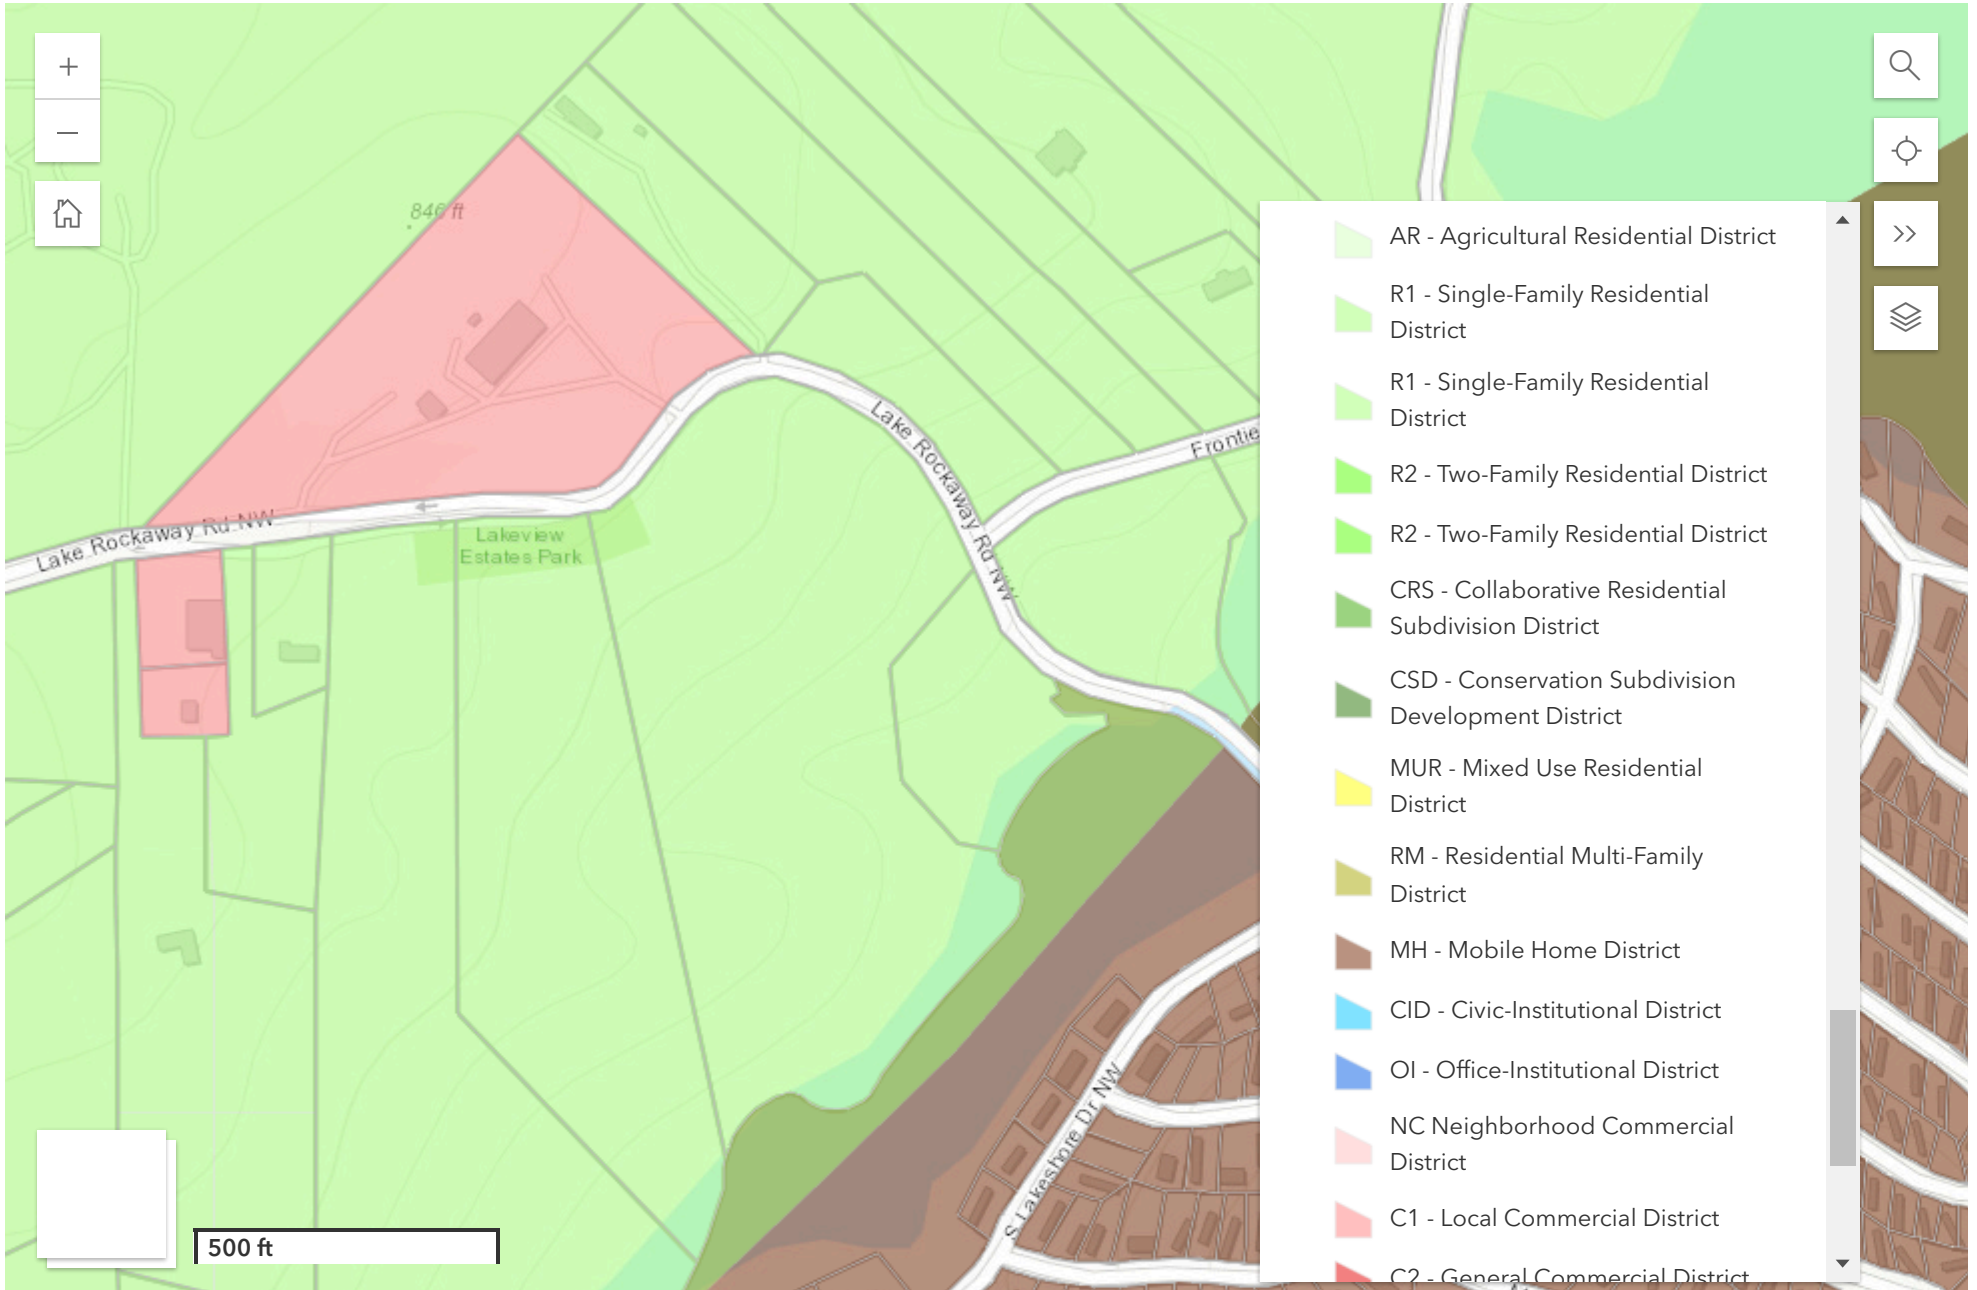 846 ft
Lake Rockaway Rd NW
Lakeview
Estates Park
Lake Rockaway Rd NW
Frontie
S Lakeshore Dr NW
500 ft
AR - Agricultural Residential District
R1 - Single-Family Residential
District
R1 - Single-Family Residential
District
R2 - Two-Family Residential District
R2 - Two-Family Residential District
CRS - Collaborative Residential
Subdivision District
CSD - Conservation Subdivision
Development District
MUR - Mixed Use Residential
District
RM - Residential Multi-Family
District
MH - Mobile Home District
CID - Civic-Institutional District
OI - Office-Institutional District
NC Neighborhood Commercial
District
C1 - Local Commercial District
C2 - General Commercial District